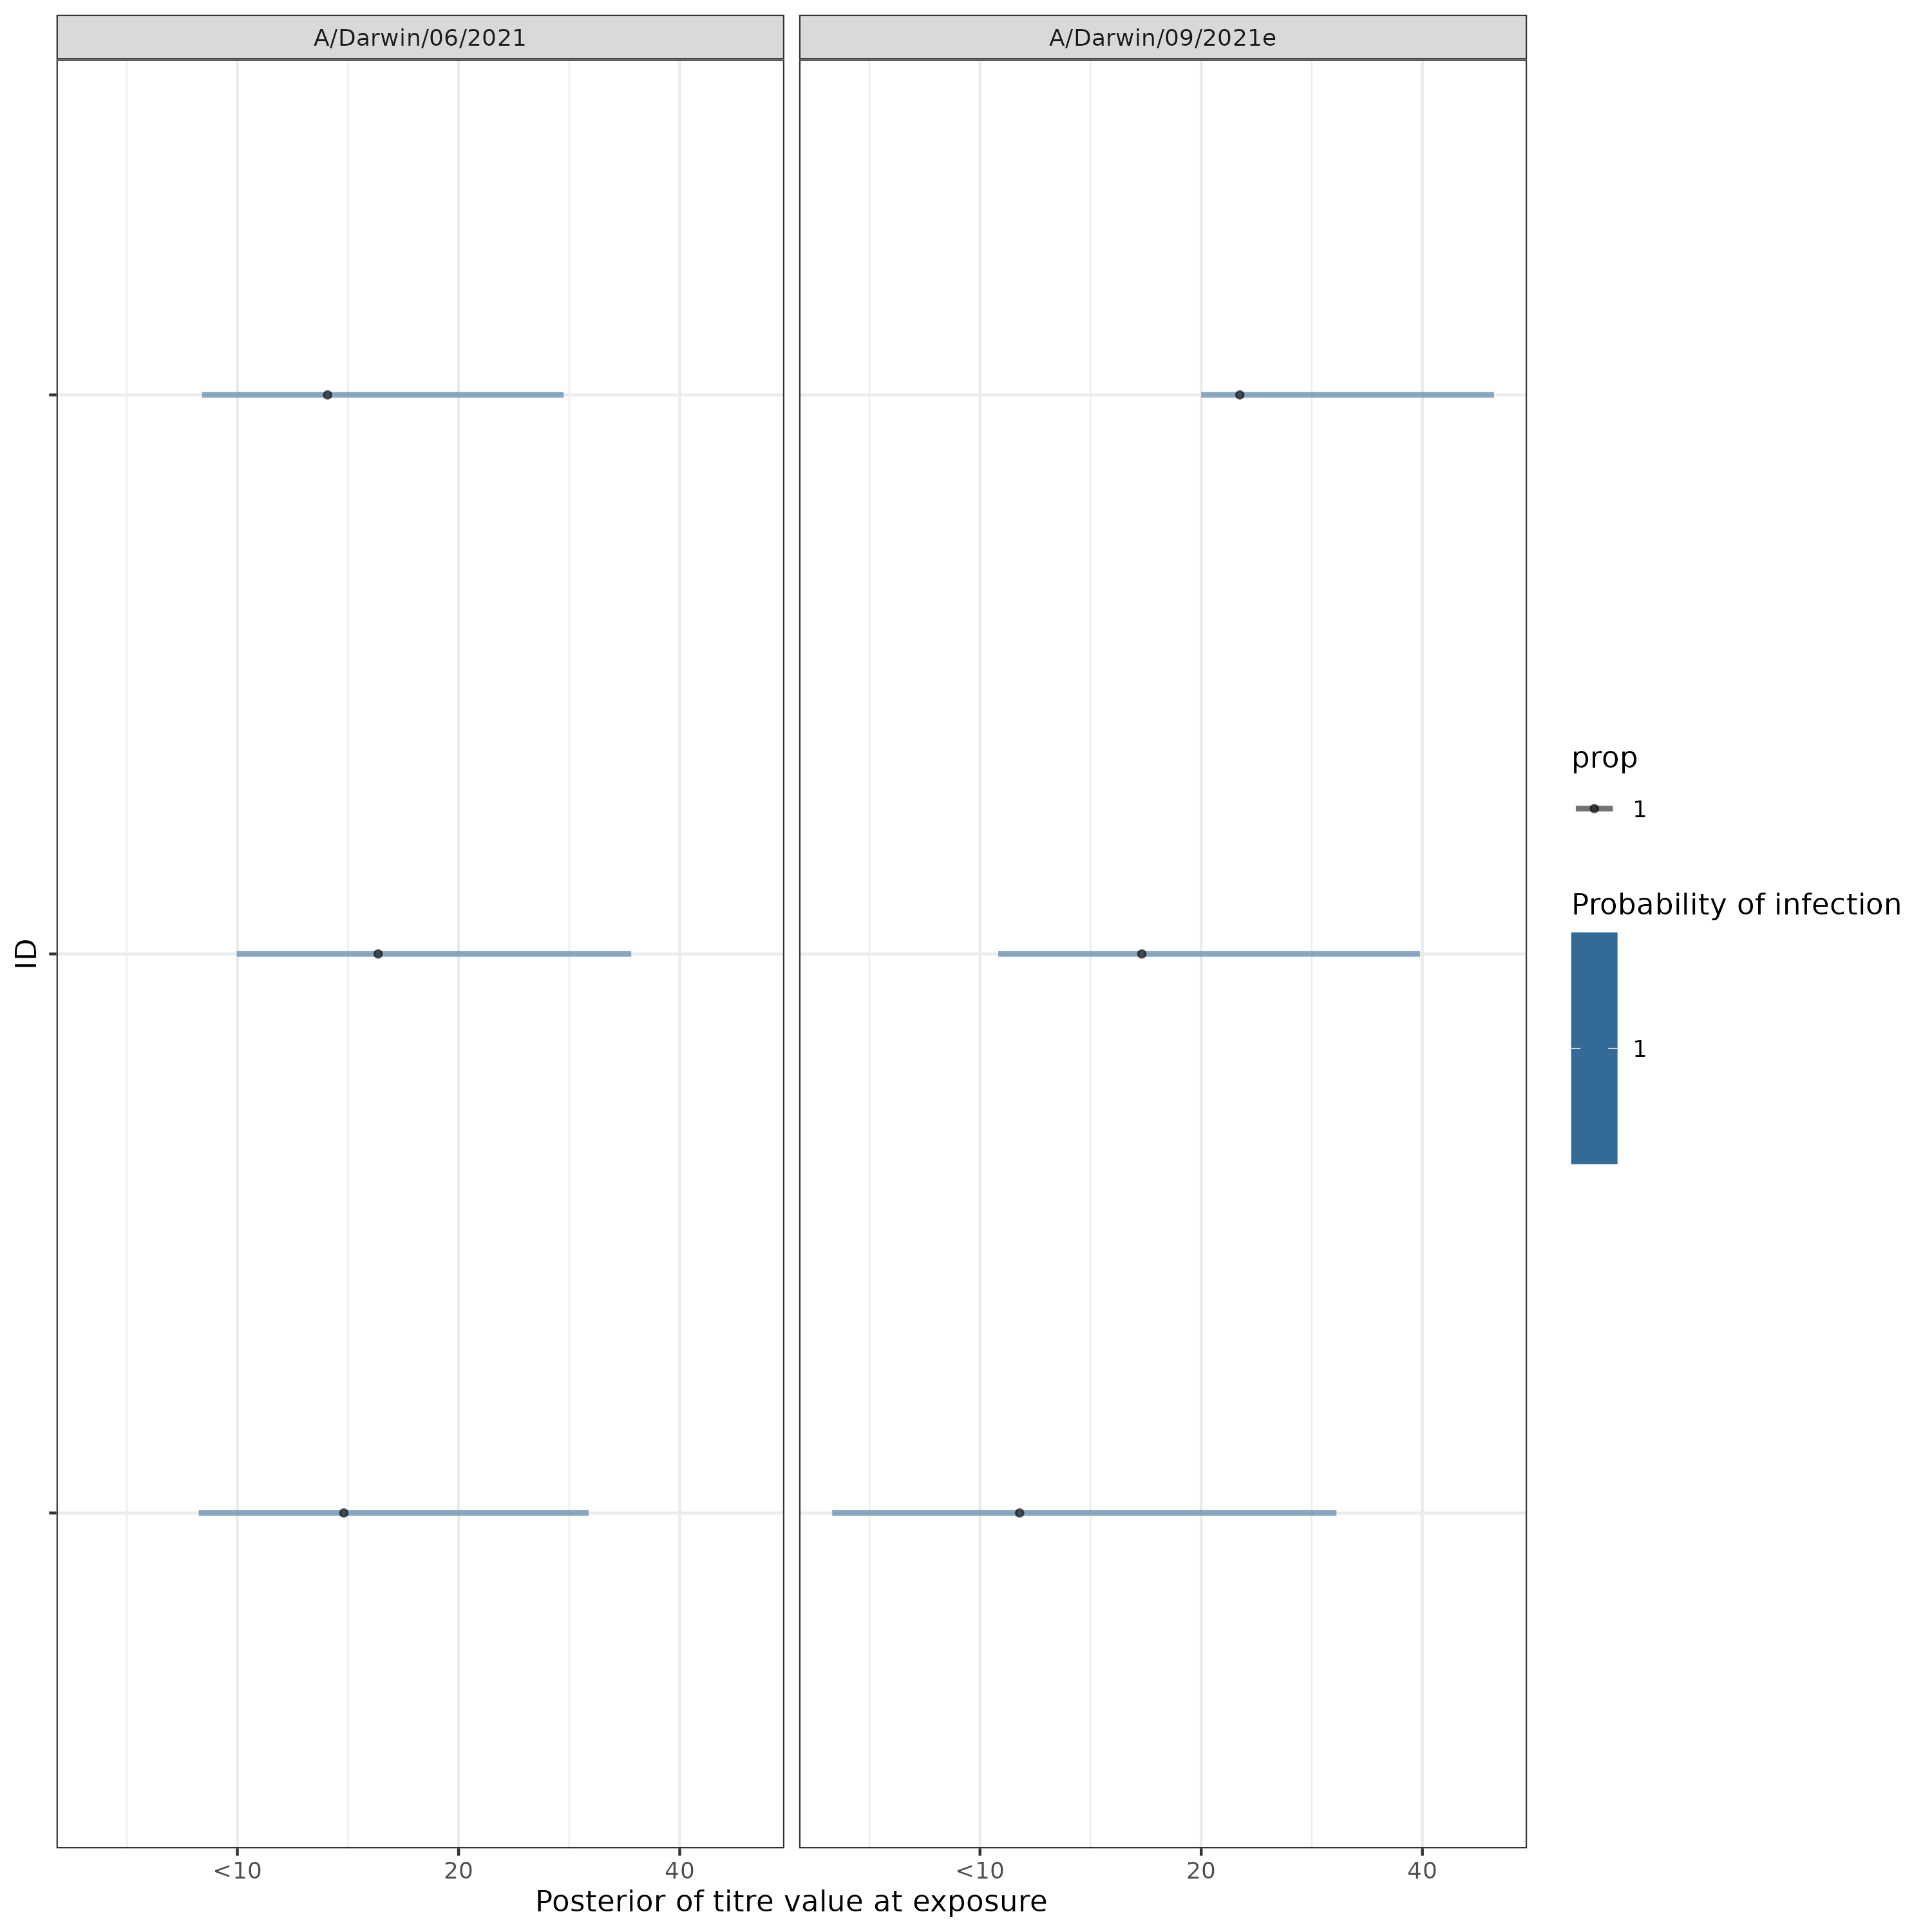 A/Darwin/06/2021
A/Darwin/09/2021e
ID
<10
20
40
<10
20
40
Posterior of titre value at exposure
prop
1
Probability of infection
1